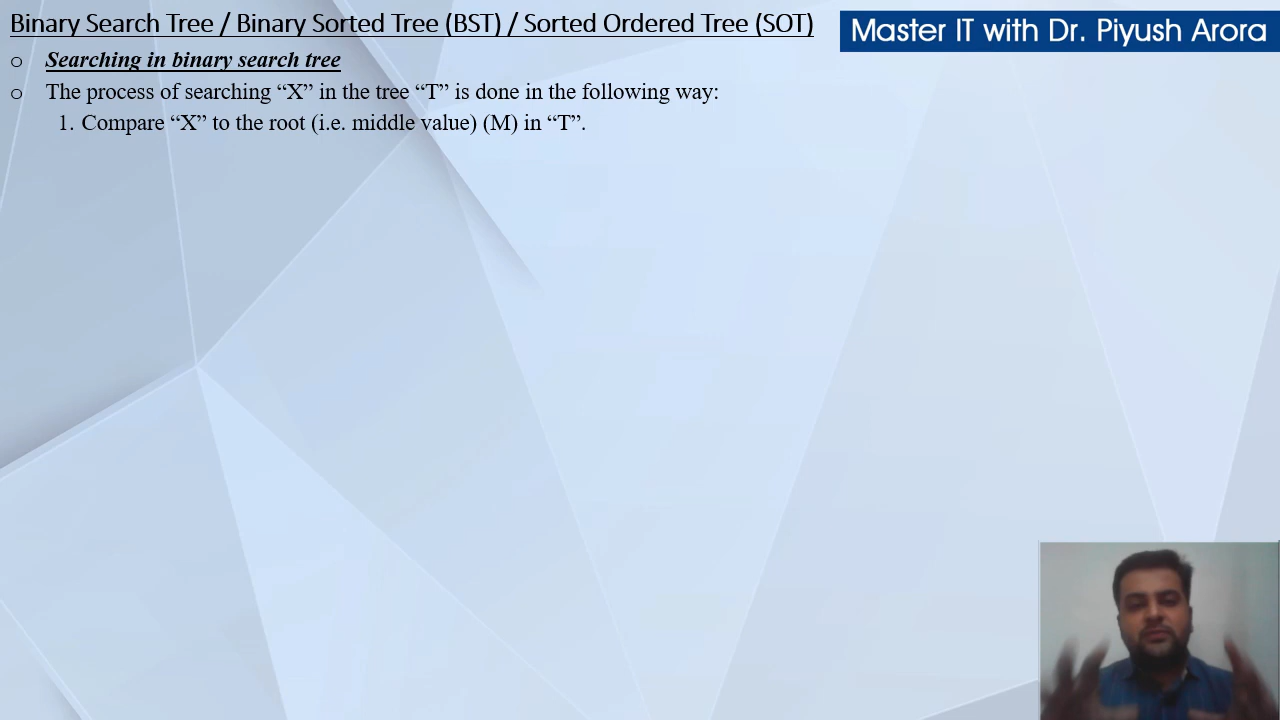 Binary Search Tree / Binary Sorted Tree (BST) / Sorted Ordered Tree (SOT)
Master IT with Dr. Piyush Arora
o Searching in binary search tree
o The process of searching “X” in the tree “T” is done in the following way:
1. Compare “X” to the root (i.e. middle value) (M) in “T”.